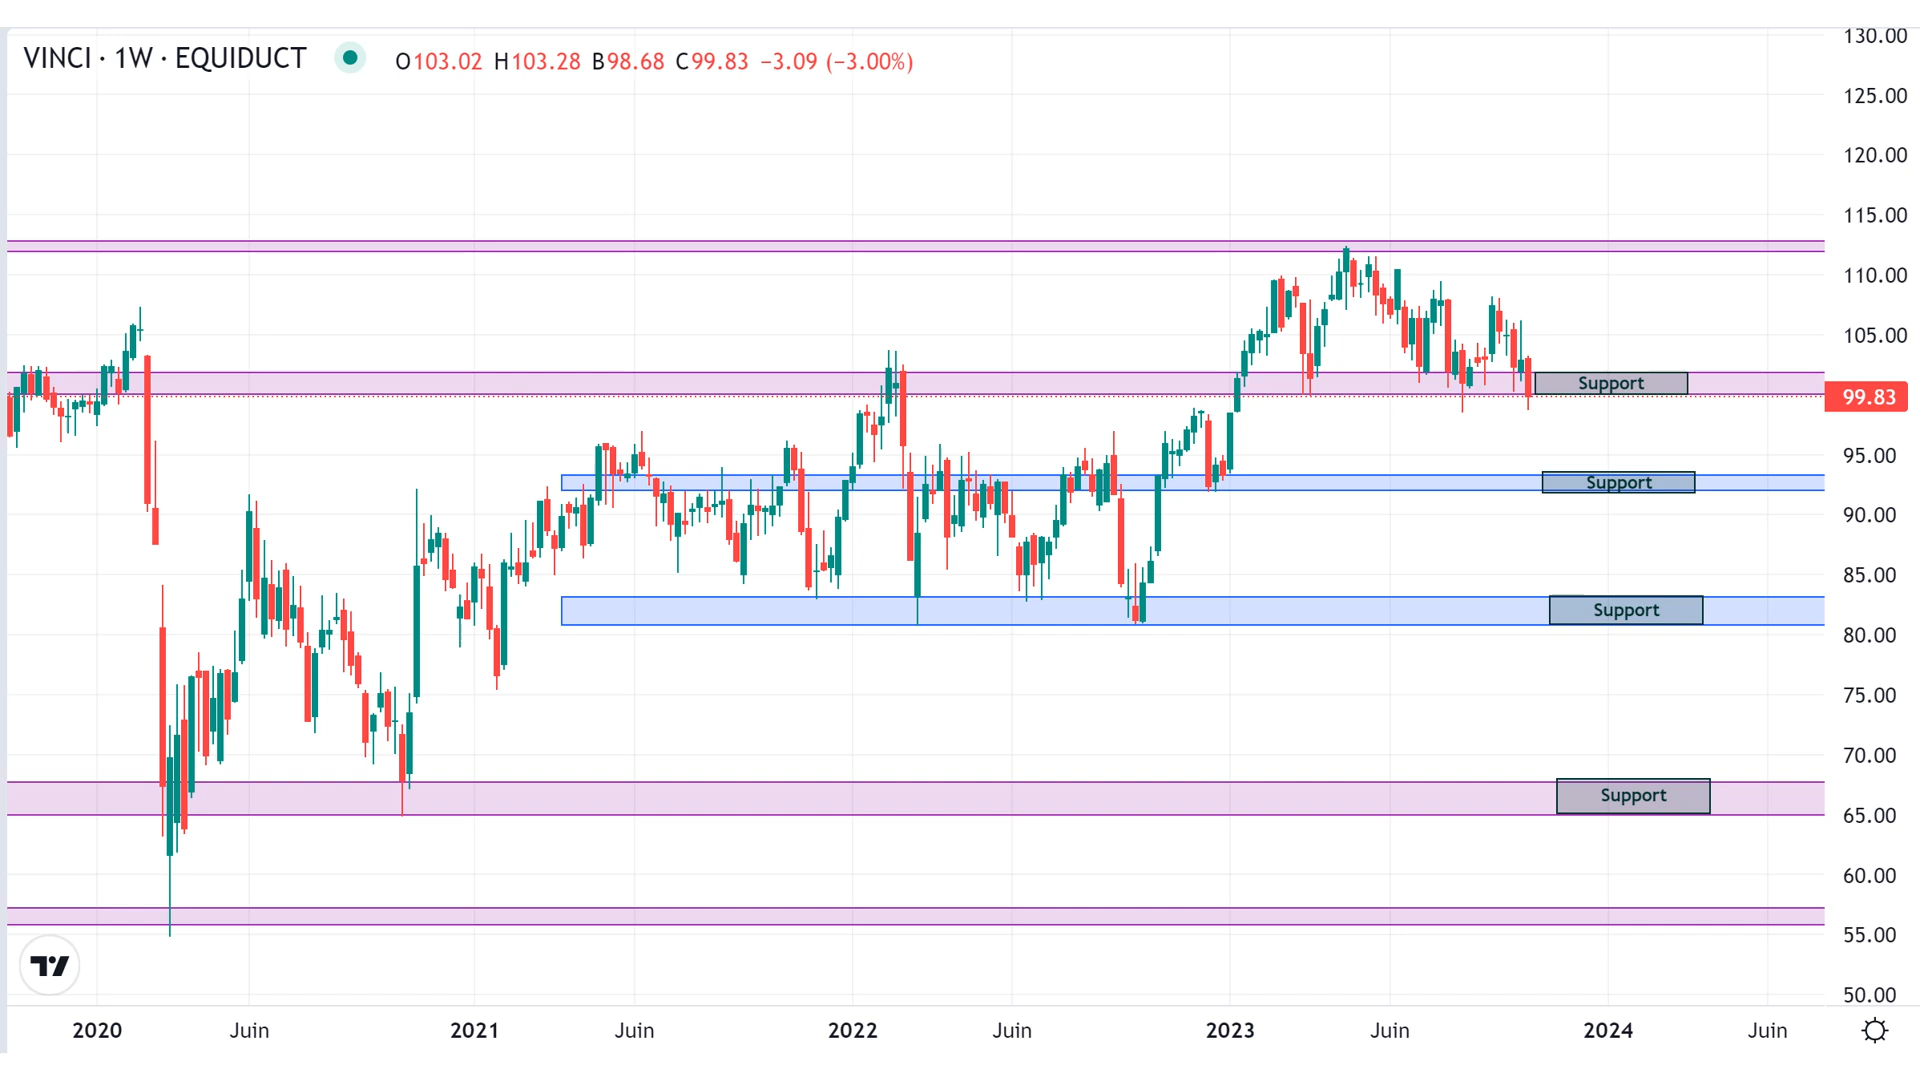 VINCI · 1W · EQUIDUCT O103.02 H103.28 B98.68 C99.83 −3.09 (−3.00%)
130.00
125.00
120.00
115.00
110.00
105.00
Support
99.83
95.00
Support
90.00
85.00
Support
80.00
75.00
70.00
Support
65.00
60.00
55.00
50.00
2020 Juin 2021 Juin 2022 Juin 2023 Juin 2024 Juin